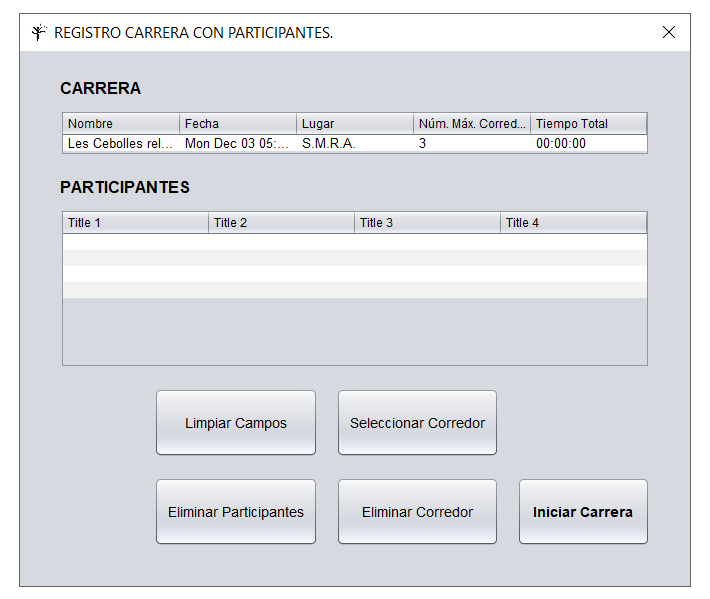 REGISTRO CARRERA CON PARTICIPANTES.
CARRERA
Nombre Fecha Lugar Núm. Máx. Corred... Tiempo Total
Les Cebolles rel... Mon Dec 03 05:... S.M.R.A. 3 00:00:00
PARTICIPANTES
Title 1 Title 2 Title 3 Title 4
Limpiar Campos Seleccionar Corredor
Eliminar Participantes Eliminar Corredor Iniciar Carrera